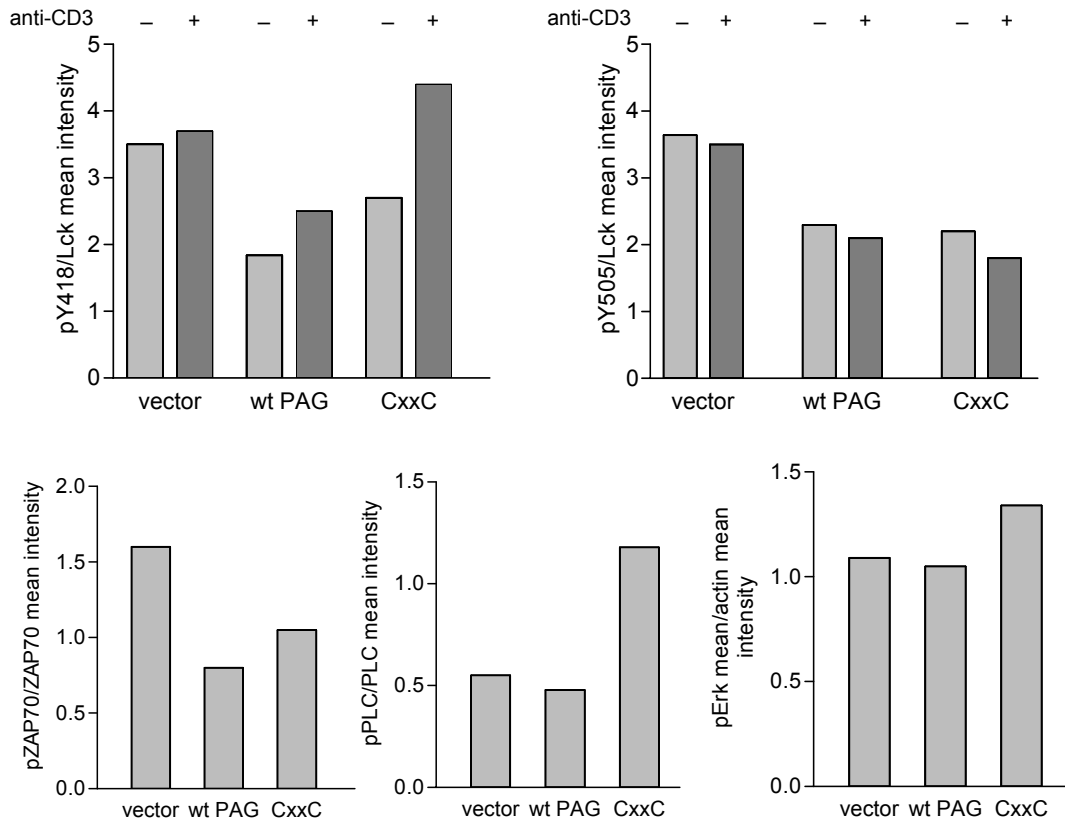 anti-CD3 – + – + – +
pY418/Lck mean intensity
5
4
3
2
1
0
vector wt PAG CxxC
anti-CD3 – + – + – +
pY505/Lck mean intensity
5
4
3
2
1
0
vector wt PAG CxxC
pZAP70/ZAP70 mean intensity
2.0
1.5
1.0
0.5
0.0
vector wt PAG CxxC
pPLC/PLC mean intensity
1.5
1.0
0.5
0.0
vector wt PAG CxxC
pErk mean/actin mean
intensity
1.5
1.0
0.5
0.0
vector wt PAG CxxC